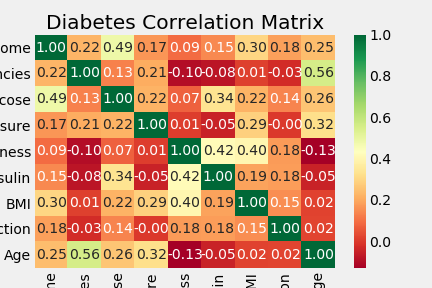 Diabetes Correlation Matrix
ome 1.00 0.22 0.49 0.17 0.09 0.15 0.30 0.18 0.25 1.0
ncies 0.22 1.00 0.13 0.21 -0.10 -0.08 0.01 -0.03 0.56
cose 0.49 0.13 1.00 0.22 0.07 0.34 0.22 0.14 0.26 0.8
sure 0.17 0.21 0.22 1.00 0.01 -0.05 0.29 -0.00 0.32 0.6
ness 0.09 -0.10 0.07 0.01 1.00 0.42 0.40 0.18 -0.13 0.4
sulin 0.15 -0.08 0.34 -0.05 0.42 1.00 0.19 0.18 -0.05
BMI 0.30 0.01 0.22 0.29 0.40 0.19 1.00 0.15 0.02 0.2
ction 0.18 -0.03 0.14 -0.00 0.18 0.18 0.15 1.00 0.02
Age 0.25 0.56 0.26 0.32 -0.13 -0.05 0.02 0.02 1.00 0.0
me es se re ss in MI on ge